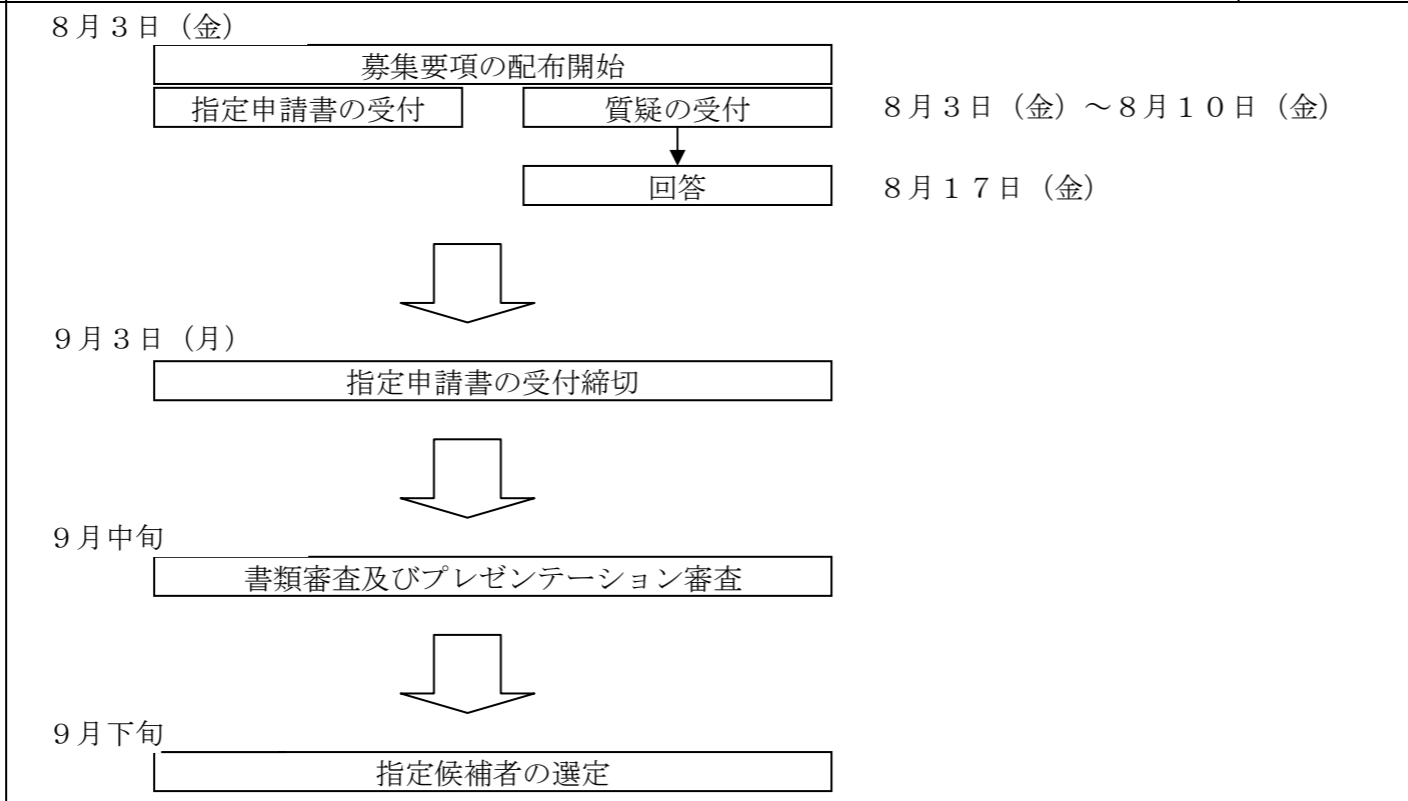 ８月３日（金）
募集要項の配布開始
指定申請書の受付 質疑の受付 ８月３日（金）～８月１０日（金）
回答 ８月１７日（金）
９月３日（月）
指定申請書の受付締切
９月中旬
書類審査及びプレゼンテーション審査
９月下旬
指定候補者の選定